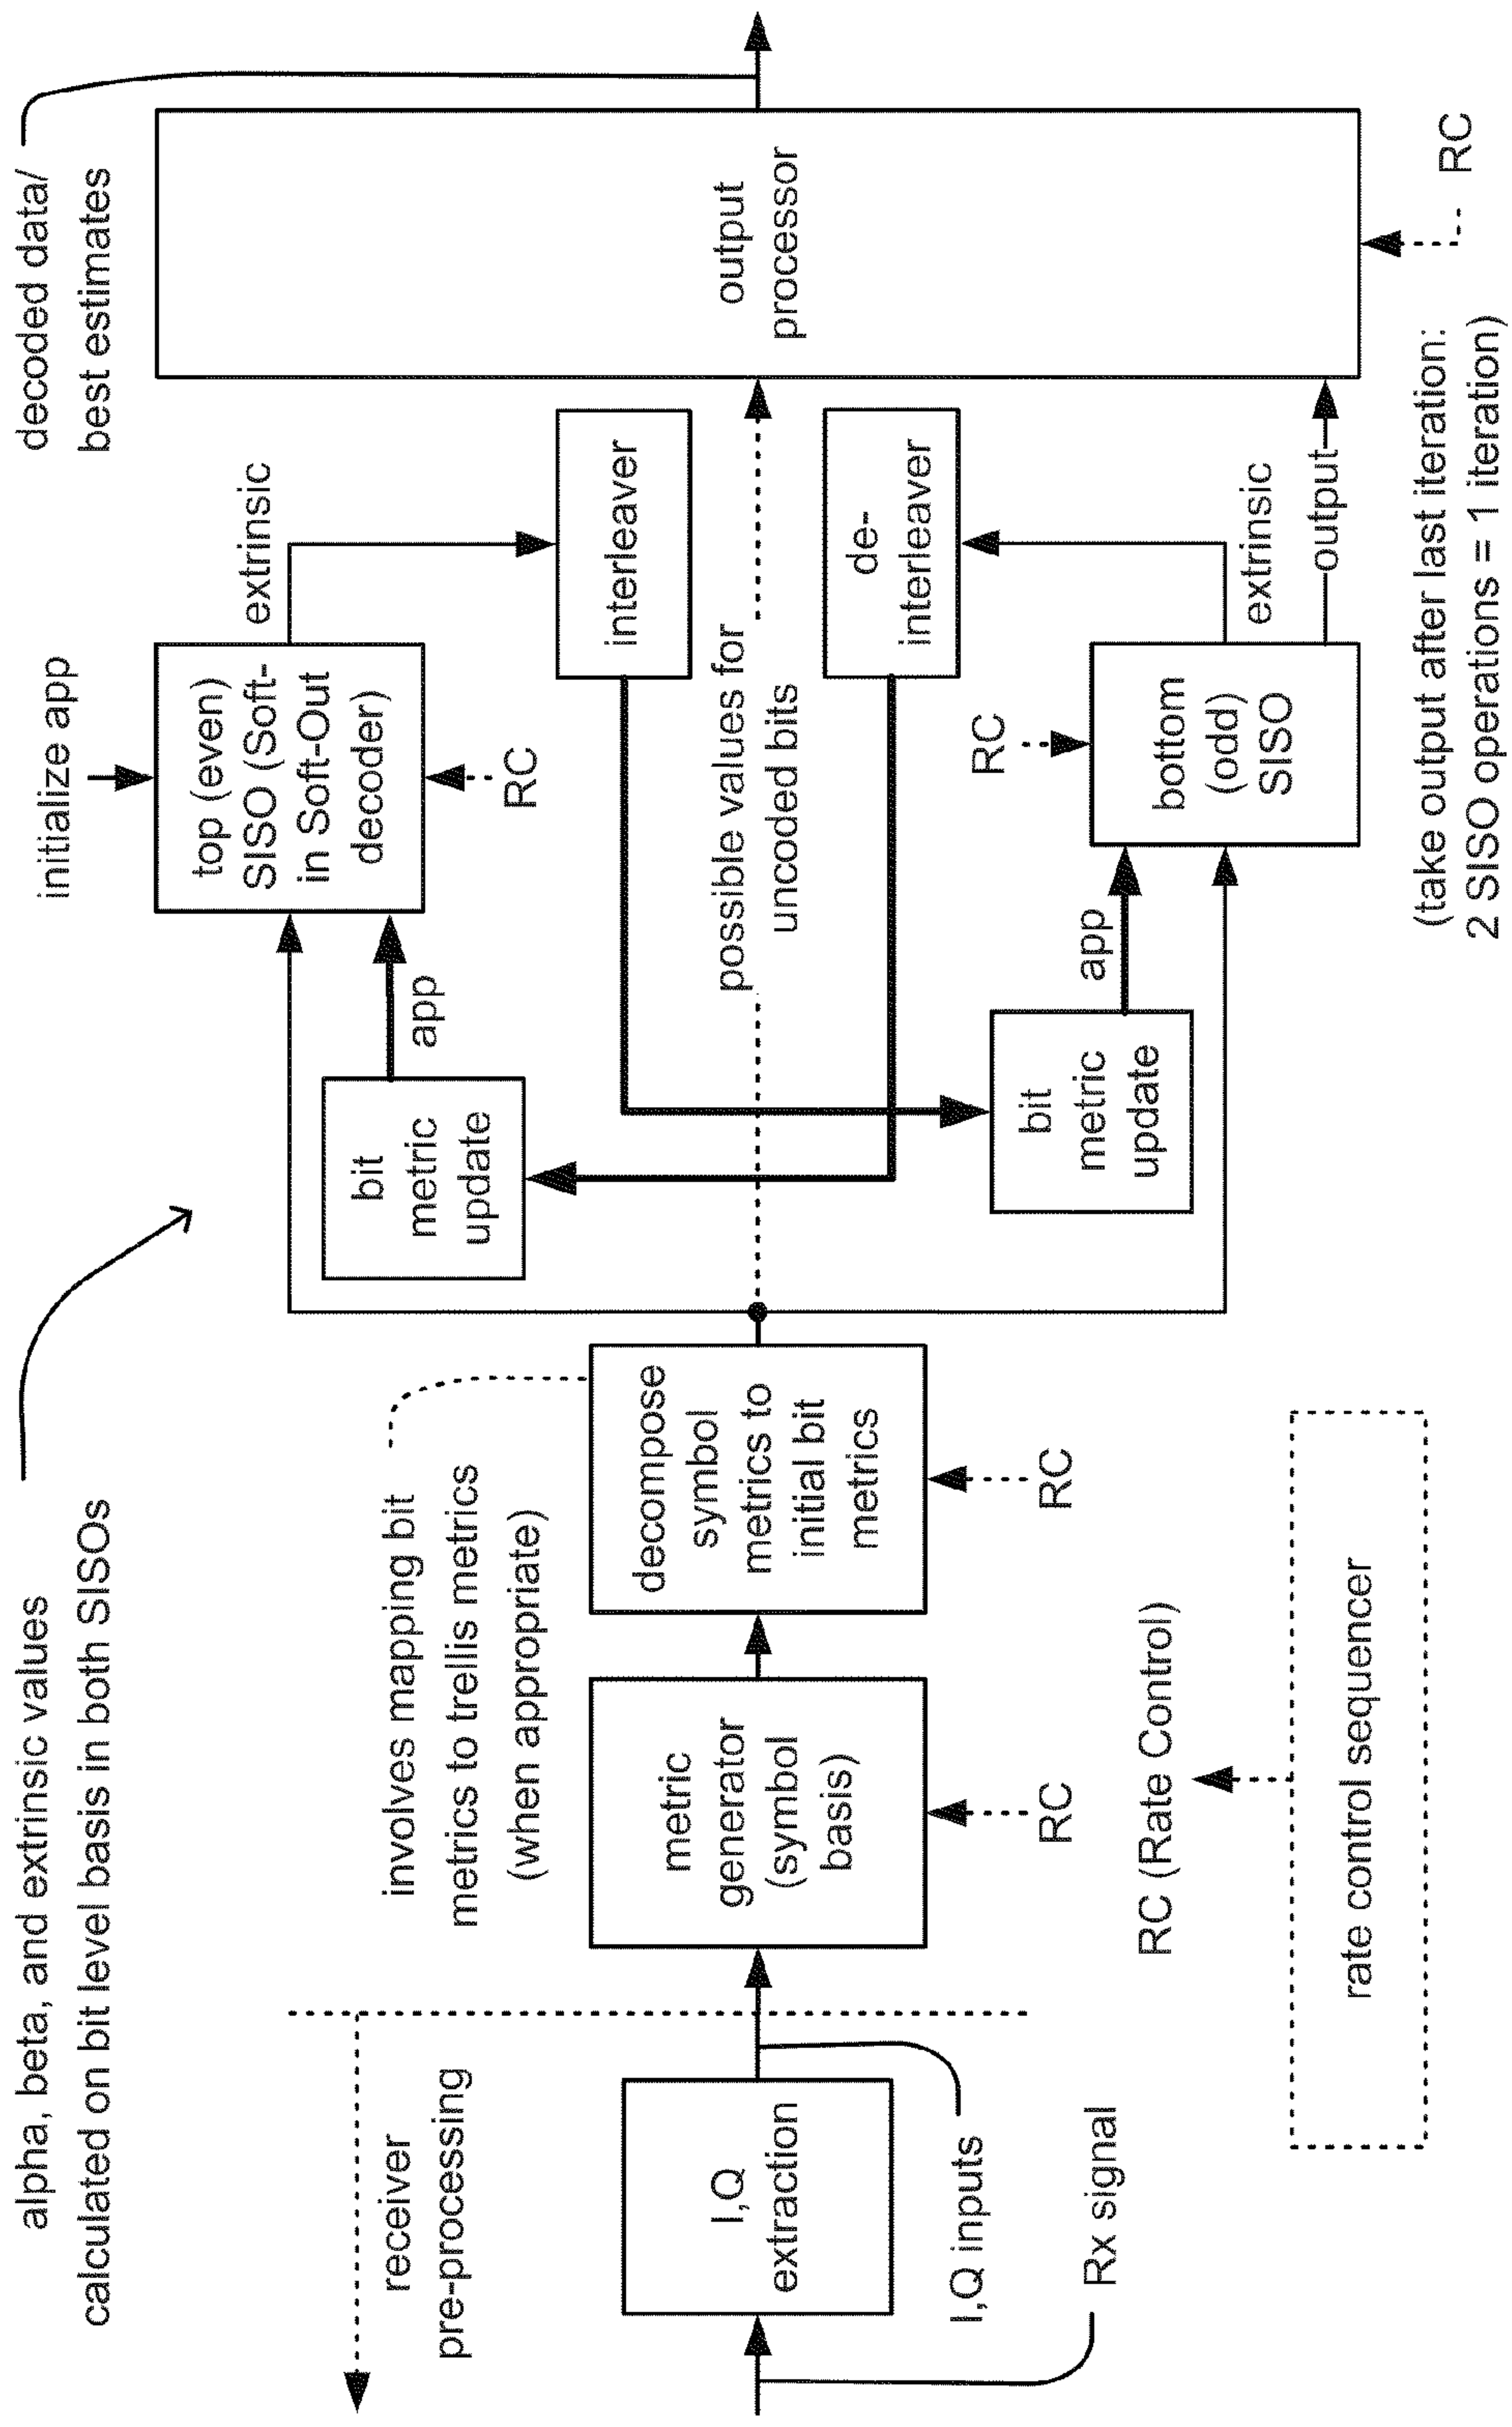 alpha, beta, and extrinsic values
calculated on bit level basis in both SISOs
initialize app
decoded data/
best estimates
receiver
pre-processing
I,Q
extraction
I,Q inputs
Rx signal
involves mapping bit
metrics to trellis metrics
(when appropriate)
metric
generator
(symbol
basis)
RC
decompose
symbol
metrics to
initial bit
metrics
RC
RC (Rate Control)
rate control sequencer
bit
metric
update
app
top (even)
SISO (Soft-
in Soft-Out
decoder)
RC
extrinsic
interleaver
possible values for
uncoded bits
de-
interleaver
bit
metric
update
app
RC
bottom
(odd)
SISO
extrinsic
output
(take output after last iteration:
2 SISO operations = 1 iteration)
output
processor
RC